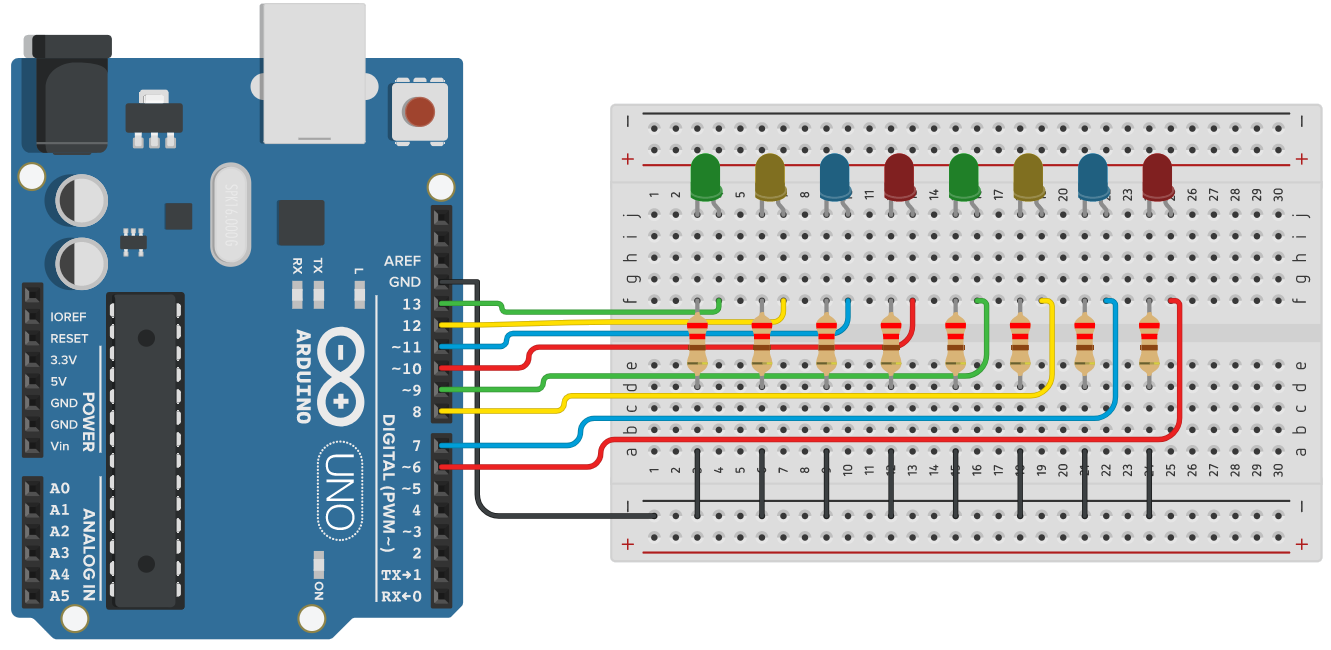 SPK16.000G
RX TX L
AREF
GND
13
12
~11
~10
~9
8
7
~6
~5
4
~3
2
TX→1
RX←0
DIGITAL (PWM~)
ARDUINO
UNO
ON
IOREF
RESET
3.3V
5V
GND
GND
Vin
POWER
A0
A1
A2
A3
A4
A5
ANALOG IN
− −
+ +
1 2 5 8 11 14 17 20 23 26 27 28 29 30
j j
i i
h h
g g
f f
e e
d d
c c
b b
a a
1 2 3 4 5 6 7 8 9 10 11 12 13 14 15 16 17 18 19 20 21 22 23 24 25 26 27 28 29 30
− −
+ +